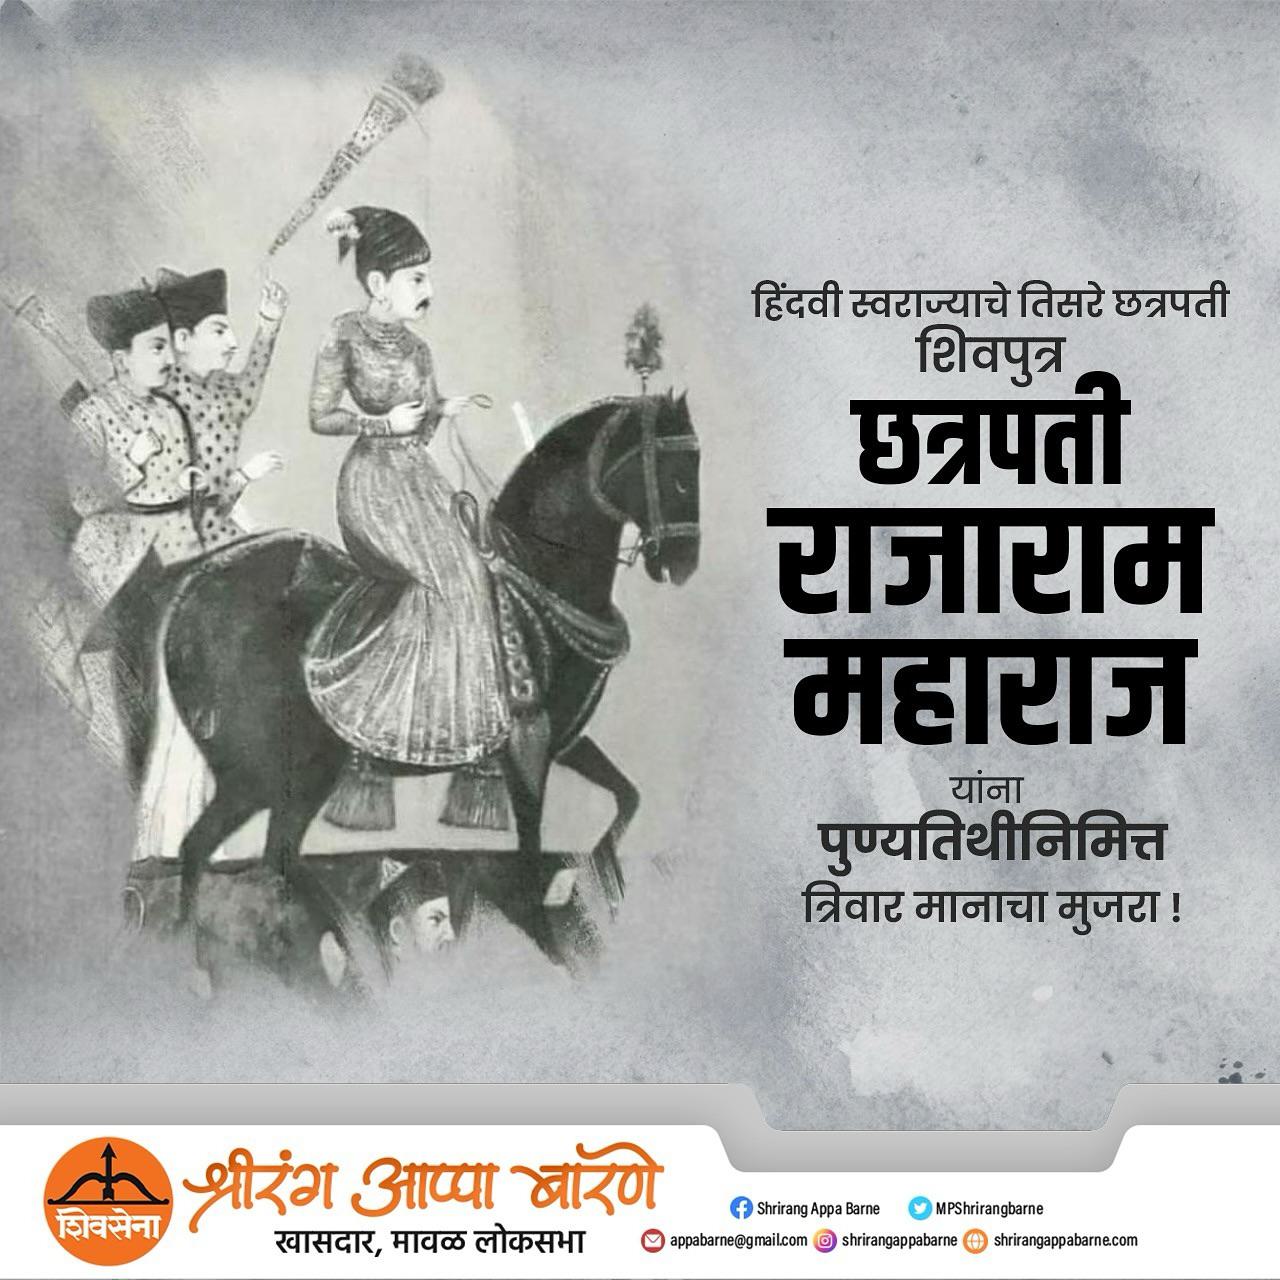 हिंदवी स्वराज्याचे तिसरे छत्रपती
शिवपुत्र
छत्रपती
राजाराम
महाराज
यांना
पुण्यतिथीनिमित्त
त्रिवार मानाचा मुजरा !
शिवसेना
श्रीरंग आप्पा बारणे
खासदार, मावळ लोकसभा
Shrirang Appa Barne MPShrirangbarne
appabarne@gmail.com shrirangappabarne shrirangappabarne.com